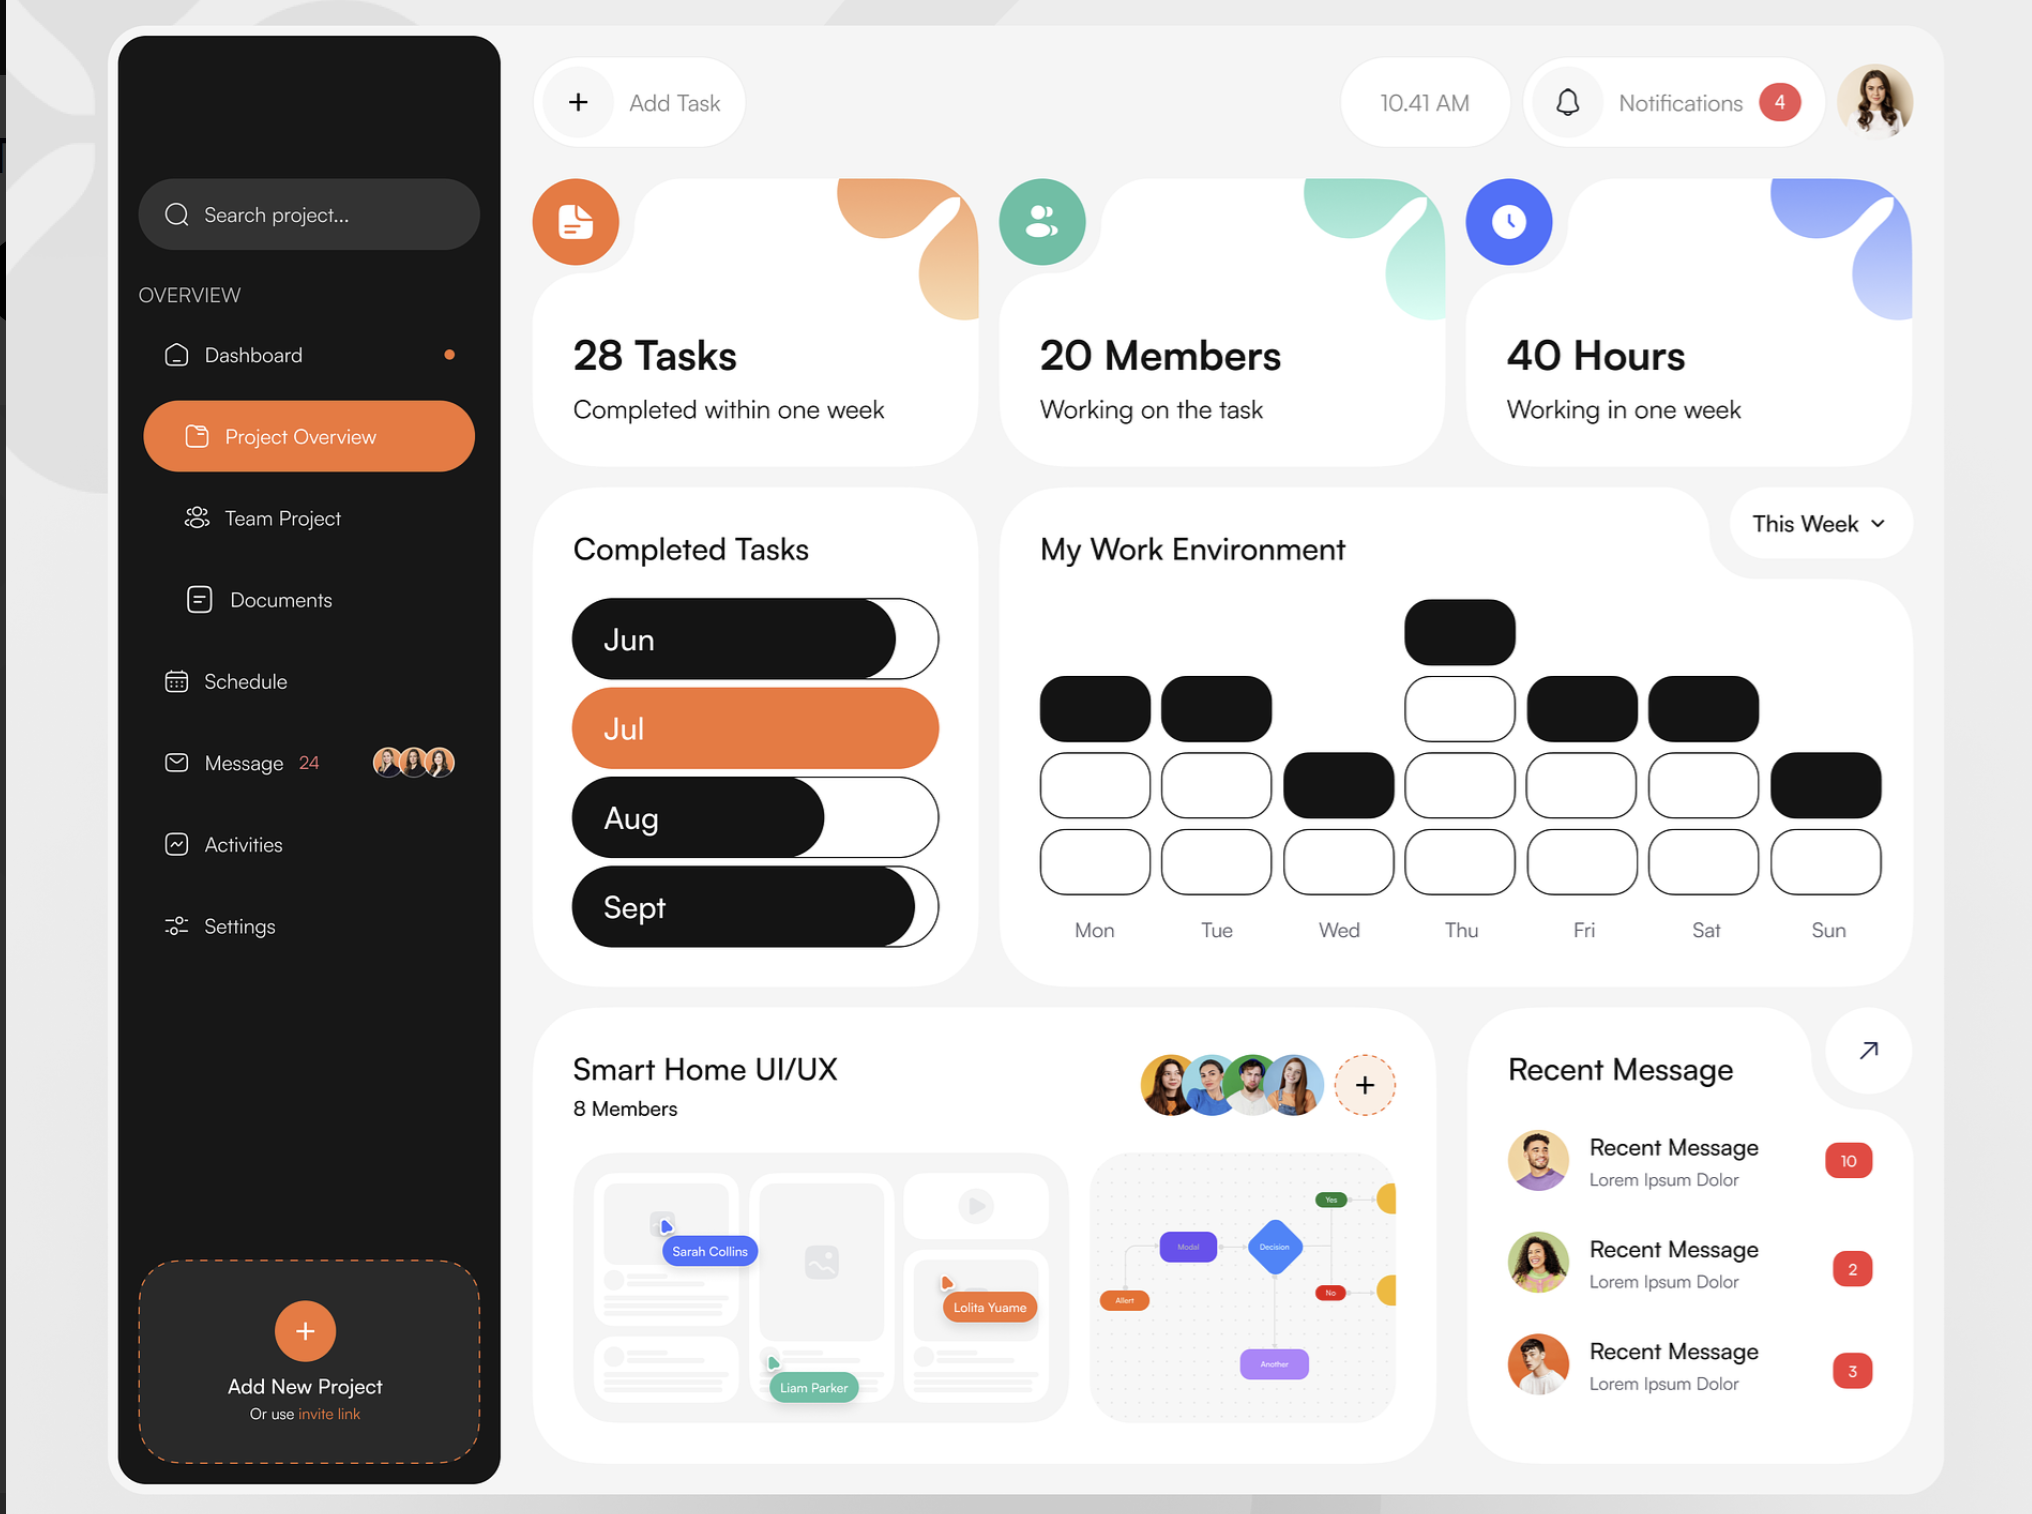 Search project...
OVERVIEW
Dashboard
Project Overview
Team Project
Documents
Schedule
Message 24
Activities
Settings
Add New Project
Or use invite link
Add Task
10.41 AM
Notifications 4
28 Tasks
Completed within one week
20 Members
Working on the task
40 Hours
Working in one week
Completed Tasks
Jun
Jul
Aug
Sept
My Work Environment
This Week
Mon Tue Wed Thu Fri Sat Sun
Smart Home UI/UX
8 Members
Sarah Collins
Lolita Yuame
Liam Parker
Yes
Modal
Decision
No
Allert
Another
Recent Message
Recent Message
Lorem Ipsum Dolor
10
Recent Message
Lorem Ipsum Dolor
2
Recent Message
Lorem Ipsum Dolor
3